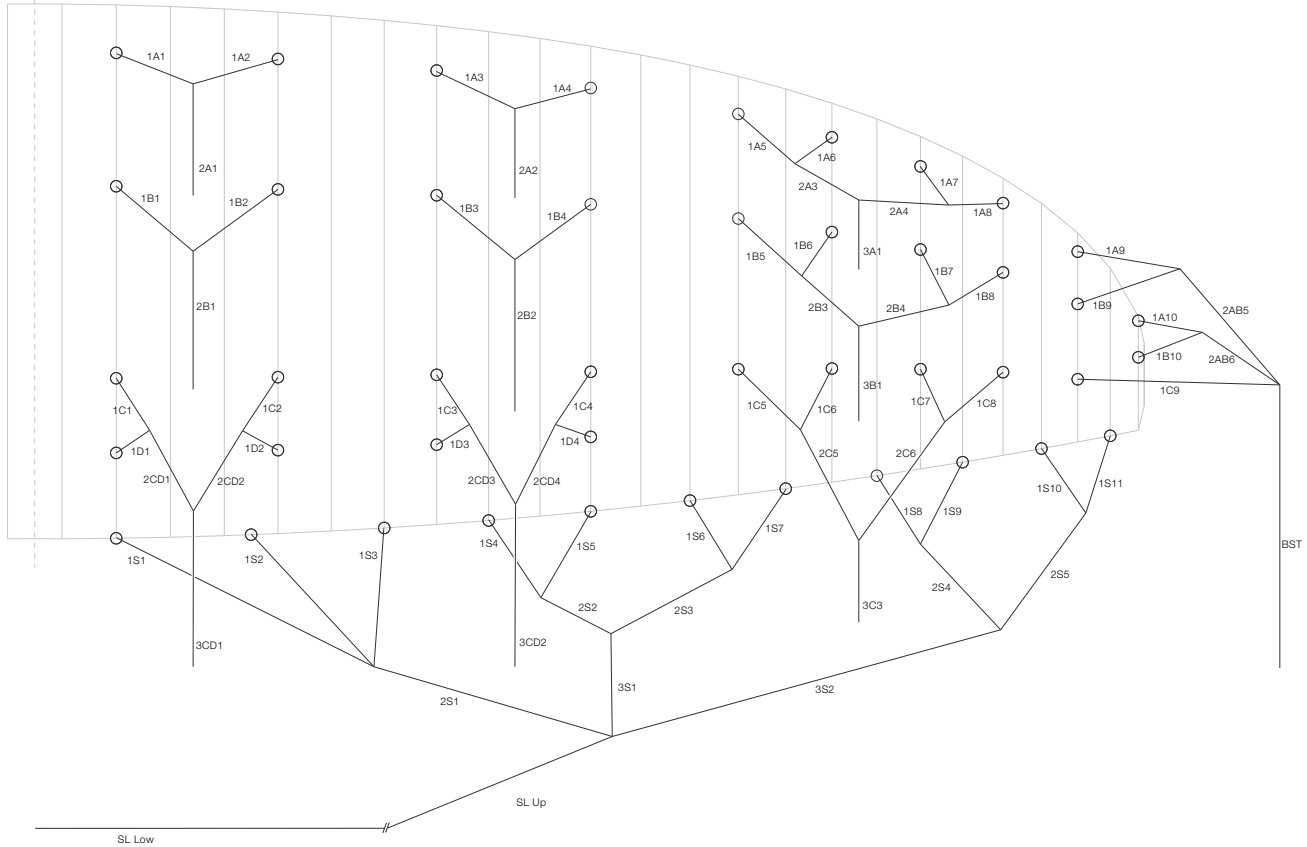 1A1
1A2
1A3
1A4
1A5
1A6
2A1
2A2
2A3
1A7
2A4
1A8
1B1
1B2
1B3
1B4
1B5
1B6
3A1
1B7
1B8
1A9
2B1
2B2
2B3
2B4
1B9
2AB5
1A10
1B10
2AB6
3B1
1C9
1C1
1C2
1C3
1C4
1C5
1C6
1C7
1C8
1D1
1D2
1D3
1D4
2CD1
2CD2
2CD3
2CD4
2C5
2C6
1S1
1S2
1S3
1S4
1S5
1S6
1S7
1S8
1S9
1S10
1S11
BST
2S2
2S3
3C3
2S4
2S5
3CD1
3CD2
2S1
3S1
3S2
SL Up
SL Low